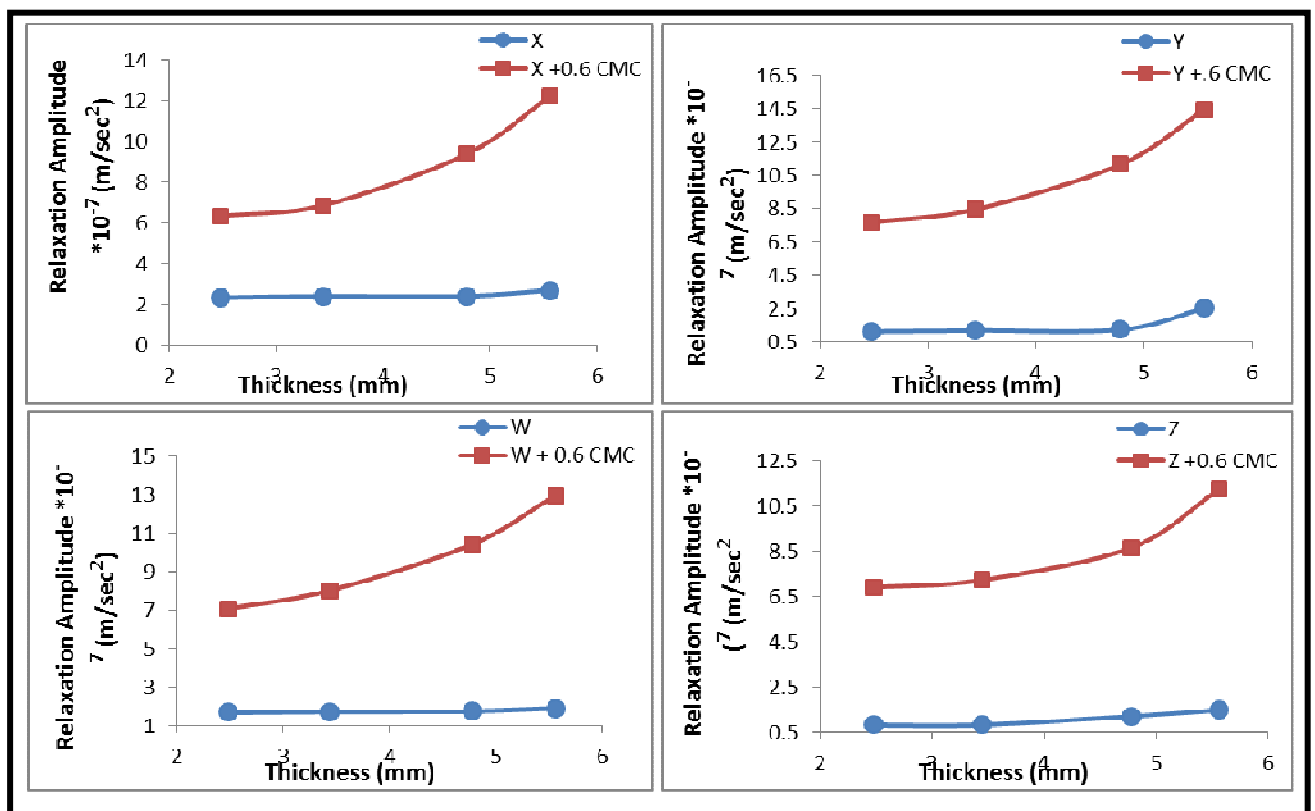 X
X +0.6 CMC
Relaxation Amplitude
*10-7 (m/sec2)
14
12
10
8
6
4
2
0
2 3 4 5 6
Thickness (mm)
Y
Y +.6 CMC
Relaxation Amplitude *10-
7 (m/sec2)
16.5
14.5
12.5
10.5
8.5
6.5
4.5
2.5
0.5
2 3 4 5 6
Thickness (mm)
W
W + 0.6 CMC
Relaxation Amplitude *10-
7 (m/sec2)
15
13
11
9
7
5
3
1
2 3 4 5 6
Thickness (mm)
Z
Z +0.6 CMC
Relaxation Amplitude *10-
(7 (m/sec2
12.5
10.5
8.5
6.5
4.5
2.5
0.5
2 3 4 5 6
Thickness (mm)